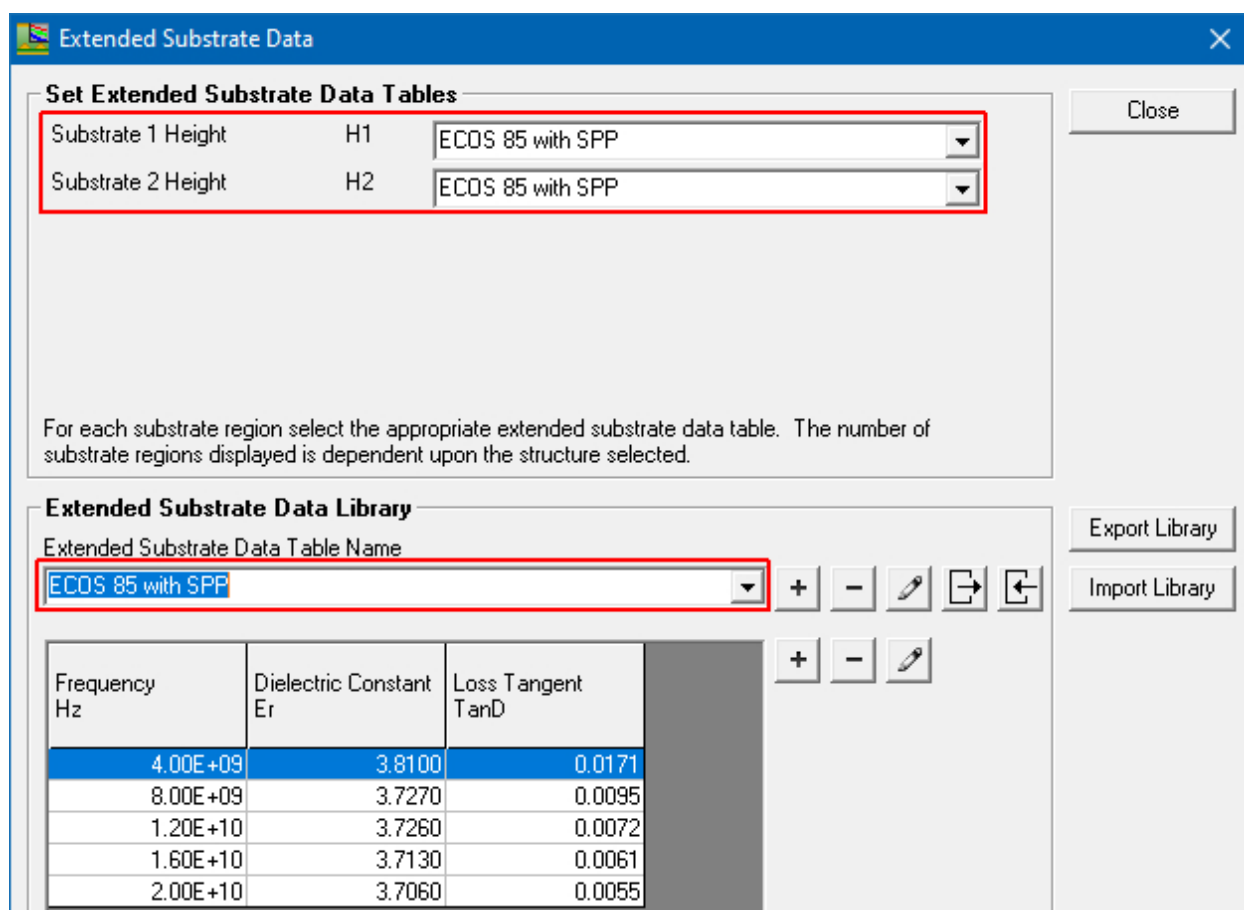 Extended Substrate Data
Set Extended Substrate Data Tables
Close
Substrate 1 Height H1 ECOS 85 with SPP
Substrate 2 Height H2 ECOS 85 with SPP
For each substrate region select the appropriate extended substrate data table. The number of
substrate regions displayed is dependent upon the structure selected.
Extended Substrate Data Library
Export Library
Extended Substrate Data Table Name
ECOS 85 with SPP
+ −
Import Library
+ −
Frequency Dielectric Constant Loss Tangent
Hz Er TanD
4.00E+09 3.8100 0.0171
8.00E+09 3.7270 0.0095
1.20E+10 3.7260 0.0072
1.60E+10 3.7130 0.0061
2.00E+10 3.7060 0.0055